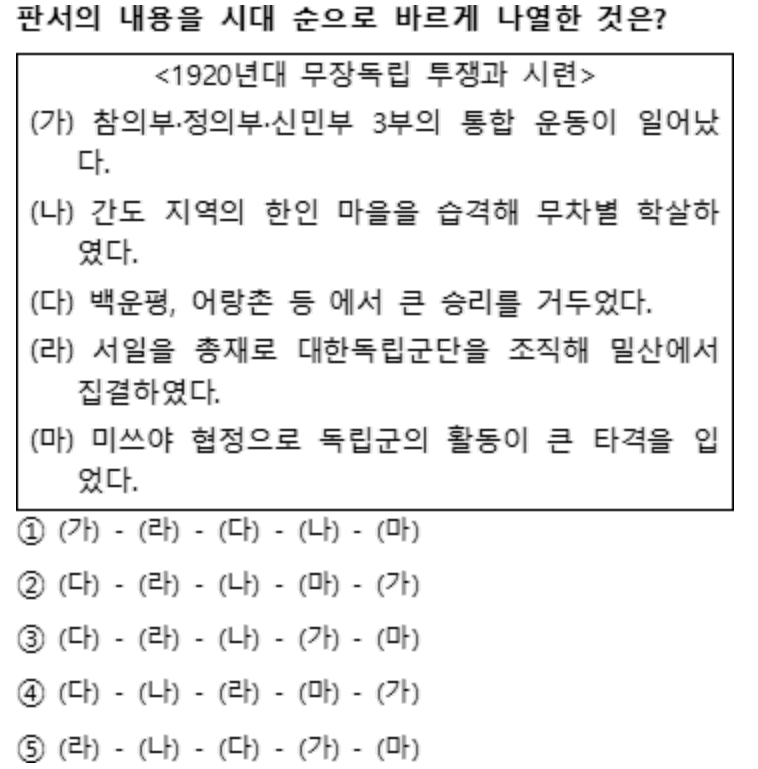 판서의 내용을 시대 순으로 바르게 나열한 것은?
<1920년대 무장독립 투쟁과 시련>
(가) 참의부·정의부·신민부 3부의 통합 운동이 일어났
다.
(나) 간도 지역의 한인 마을을 습격해 무차별 학살하
였다.
(다) 백운평, 어랑촌 등 에서 큰 승리를 거두었다.
(라) 서일을 총재로 대한독립군단을 조직해 밀산에서
집결하였다.
(마) 미쓰야 협정으로 독립군의 활동이 큰 타격을 입
었다.
① (가) - (라) - (다) - (나) - (마)
② (다) - (라) - (나) - (마) - (가)
③ (다) - (라) - (나) - (가) - (마)
④ (다) - (나) - (라) - (마) - (가)
⑤ (라) - (나) - (다) - (가) - (마)